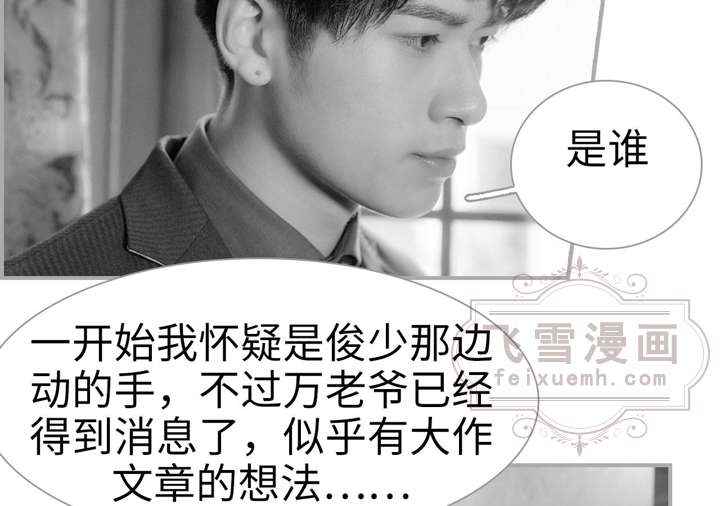 是谁
飞雪漫画
feixuemh.com
一开始我怀疑是俊少那边
动的手，不过万老爷已经
得到消息了，似乎有大作
文章的想法……